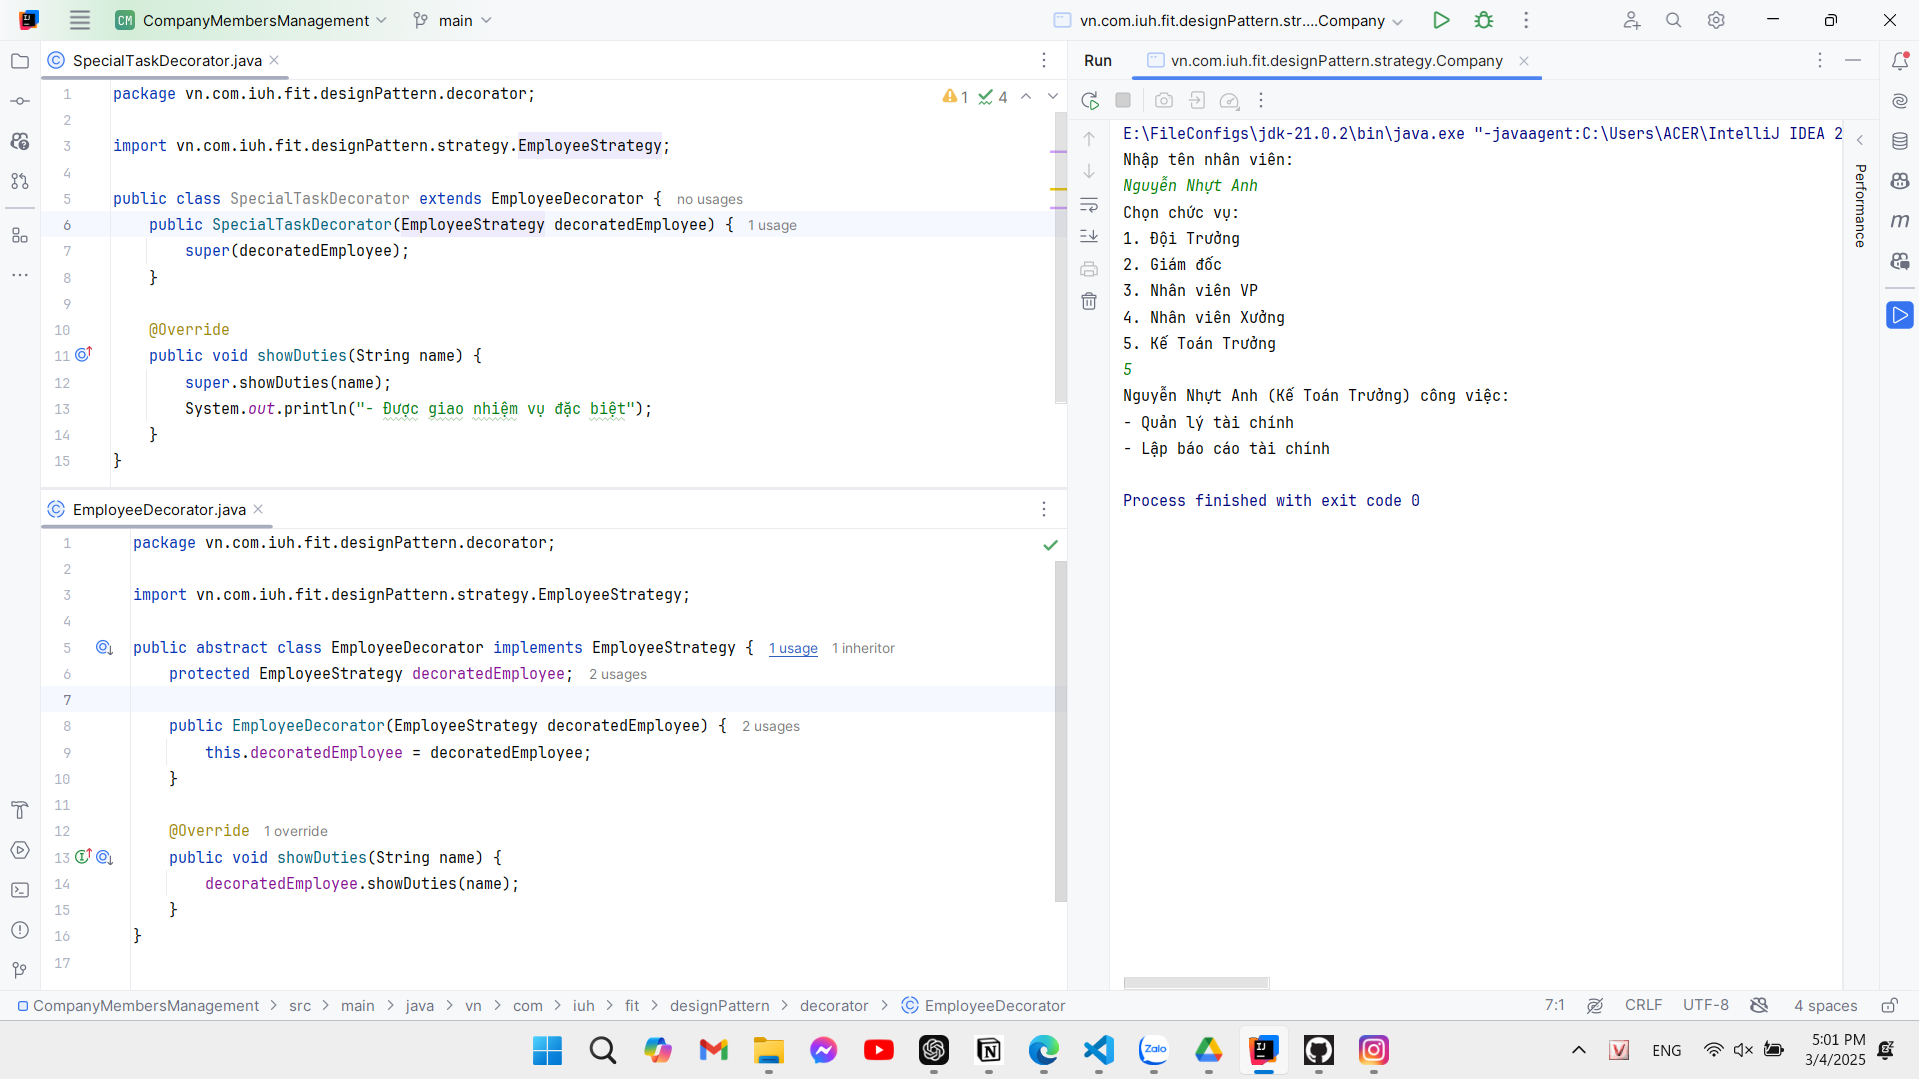 CM CompanyMembersManagement main vn.com.iuh.fit.designPattern.str....Company
SpecialTaskDecorator.java
1 package vn.com.iuh.fit.designPattern.decorator;
1 4
2
3 import vn.com.iuh.fit.designPattern.strategy.EmployeeStrategy;
4
5 public class SpecialTaskDecorator extends EmployeeDecorator { no usages
6 public SpecialTaskDecorator(EmployeeStrategy decoratedEmployee) { 1 usage
7 super(decoratedEmployee);
8 }
9
10 @Override
11 public void showDuties(String name) {
12 super.showDuties(name);
13 System.out.println("- Được giao nhiệm vụ đặc biệt");
14 }
15 }
EmployeeDecorator.java
1 package vn.com.iuh.fit.designPattern.decorator;
2
3 import vn.com.iuh.fit.designPattern.strategy.EmployeeStrategy;
4
5 public abstract class EmployeeDecorator implements EmployeeStrategy { 1 usage 1 inheritor
6 protected EmployeeStrategy decoratedEmployee; 2 usages
7
8 public EmployeeDecorator(EmployeeStrategy decoratedEmployee) { 2 usages
9 this.decoratedEmployee = decoratedEmployee;
10 }
11
12 @Override 1 override
13 public void showDuties(String name) {
14 decoratedEmployee.showDuties(name);
15 }
16 }
17
Run vn.com.iuh.fit.designPattern.strategy.Company
E:\FileConfigs\jdk-21.0.2\bin\java.exe "-javaagent:C:\Users\ACER\IntelliJ IDEA 2
Nhập tên nhân viên:
Nguyễn Nhựt Anh
Chọn chức vụ:
1. Đội Trưởng
2. Giám đốc
3. Nhân viên VP
4. Nhân viên Xưởng
5. Kế Toán Trưởng
5
Nguyễn Nhựt Anh (Kế Toán Trưởng) công việc:
- Quản lý tài chính
- Lập báo cáo tài chính
Process finished with exit code 0
Performance
m
CompanyMembersManagement > src > main > java > vn > com > iuh > fit > designPattern > decorator > EmployeeDecorator
7:1 CRLF UTF-8 4 spaces
Zalo
ENG
5:01 PM
3/4/2025